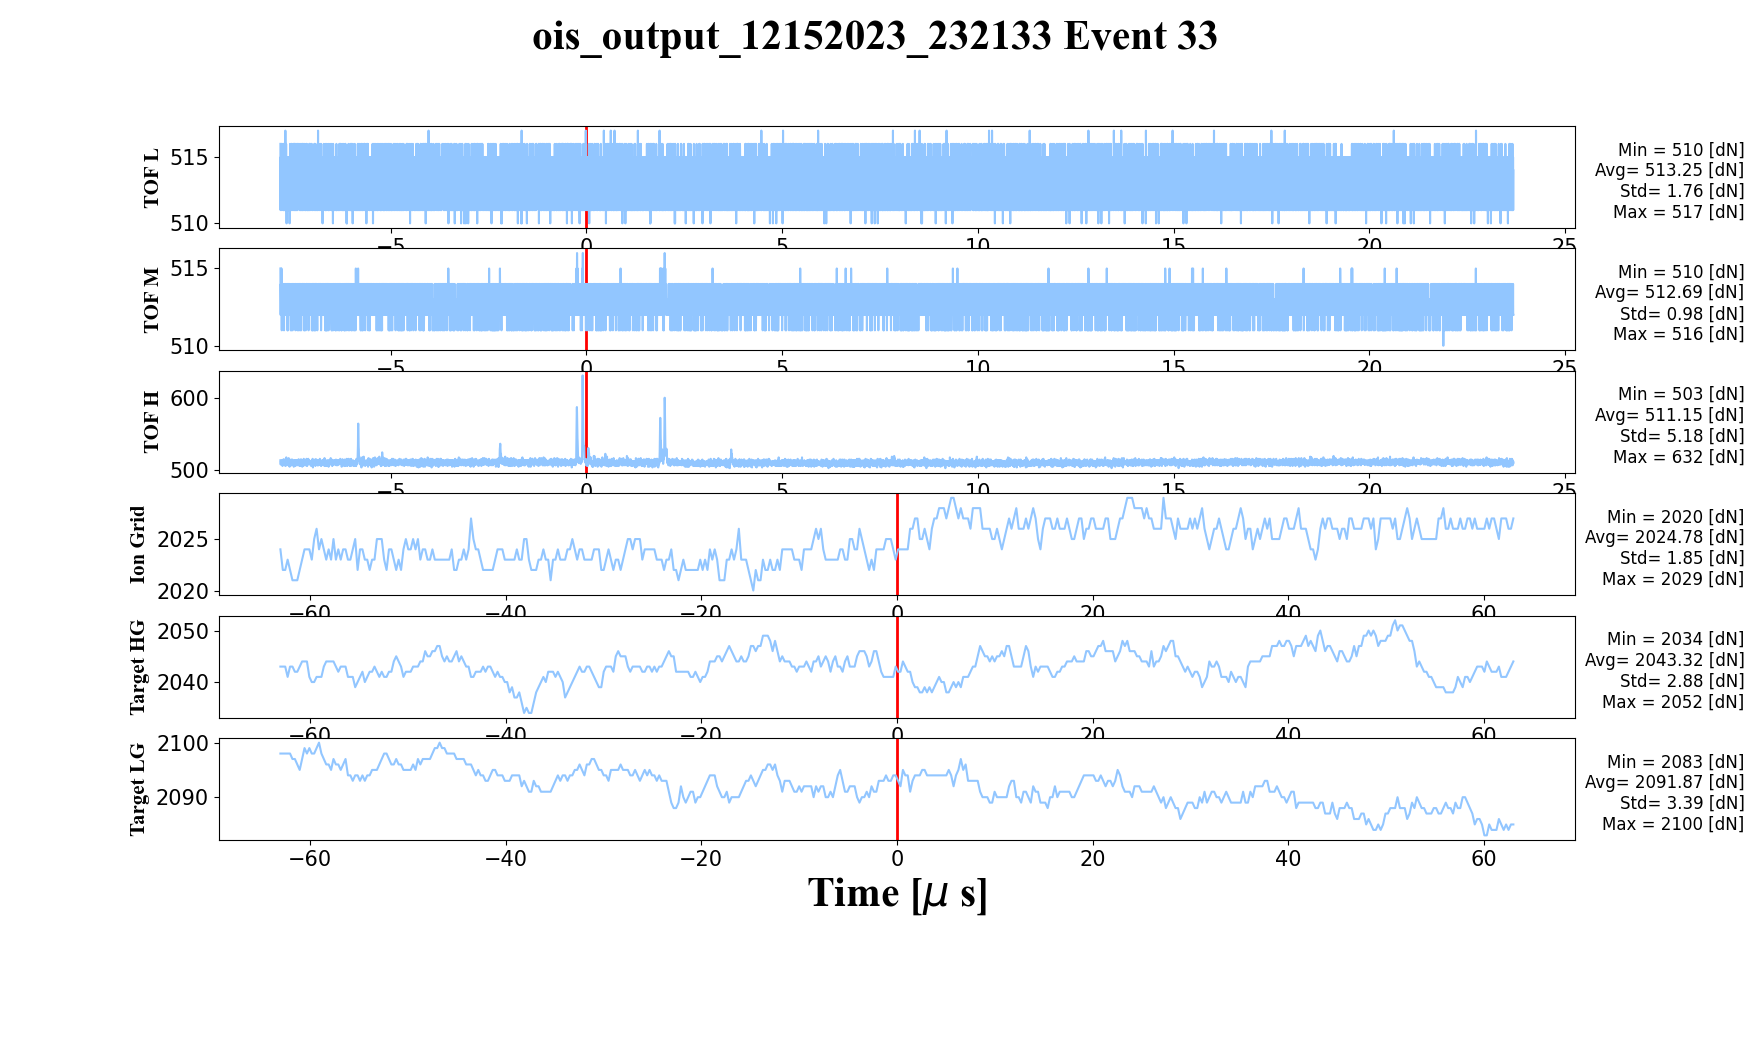 ois_output_12152023_232133 Event 33
TOF L
515
510
Min = 510 [dN]
Avg= 513.25 [dN]
Std= 1.76 [dN]
Max = 517 [dN]
−5 0 5 10 15 20 25
TOF M
515
510
Min = 510 [dN]
Avg= 512.69 [dN]
Std= 0.98 [dN]
Max = 516 [dN]
−5 0 5 10 15 20 25
TOF H
600
500
Min = 503 [dN]
Avg= 511.15 [dN]
Std= 5.18 [dN]
Max = 632 [dN]
−5 0 5 10 15 20 25
Ion Grid
2025
2020
Min = 2020 [dN]
Avg= 2024.78 [dN]
Std= 1.85 [dN]
Max = 2029 [dN]
−60 −40 −20 0 20 40 60
Target HG
2050
2040
Min = 2034 [dN]
Avg= 2043.32 [dN]
Std= 2.88 [dN]
Max = 2052 [dN]
−60 −40 −20 0 20 40 60
Target LG
2100
2090
Min = 2083 [dN]
Avg= 2091.87 [dN]
Std= 3.39 [dN]
Max = 2100 [dN]
−60 −40 −20 0 20 40 60
Time [μ s]